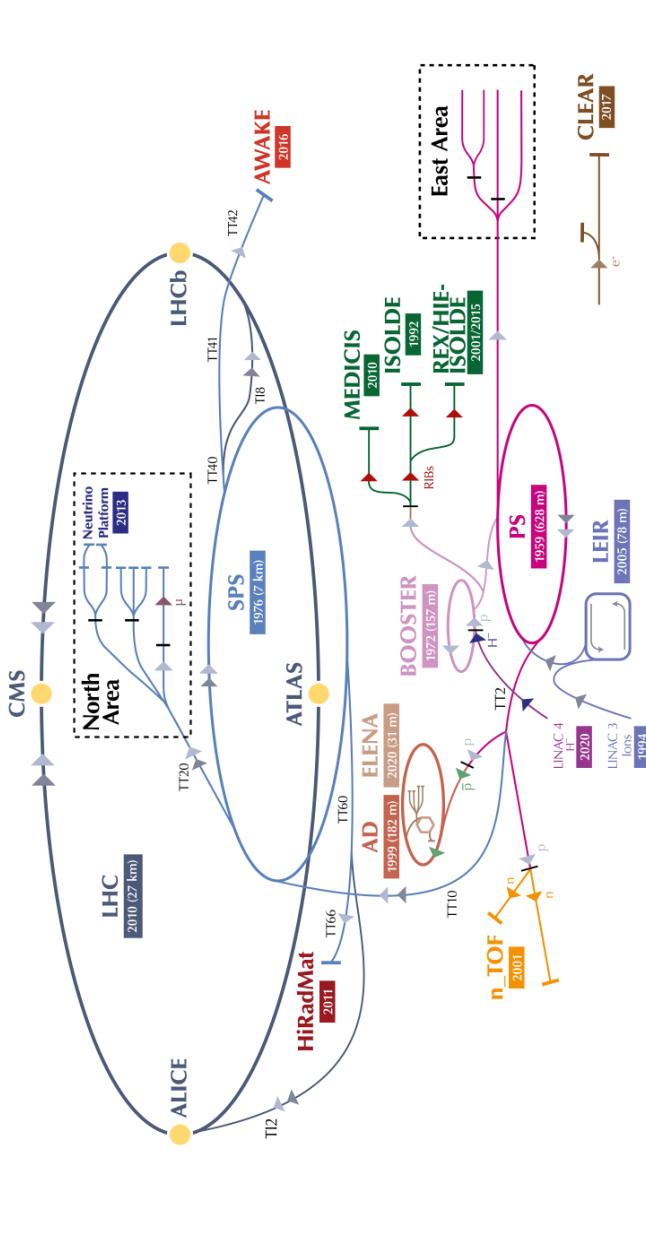 CMS
LHC
2010 (27 km)
ALICE
LHCb
ATLAS
North
Area
Neutrino
Platform
2013
μ
TT20
SPS
1976 (7 km)
TT40
TT41
TT42
TI8
AWAKE
2016
HiRadMat
2011
TT66
TT60
TI2
TT10
AD
1999 (182 m)
ELENA
2020 (31 m)
p
p̄
BOOSTER
1972 (157 m)
p
H⁻
MEDICIS
2010
ISOLDE
1992
REX/HIE-
ISOLDE
2001/2015
RIBs
East Area
n_TOF
2001
n
n
p
TT2
LINAC 4
H⁻
2020
LINAC 3
Ions
1994
PS
1959 (628 m)
LEIR
2005 (78 m)
CLEAR
2017
e⁻